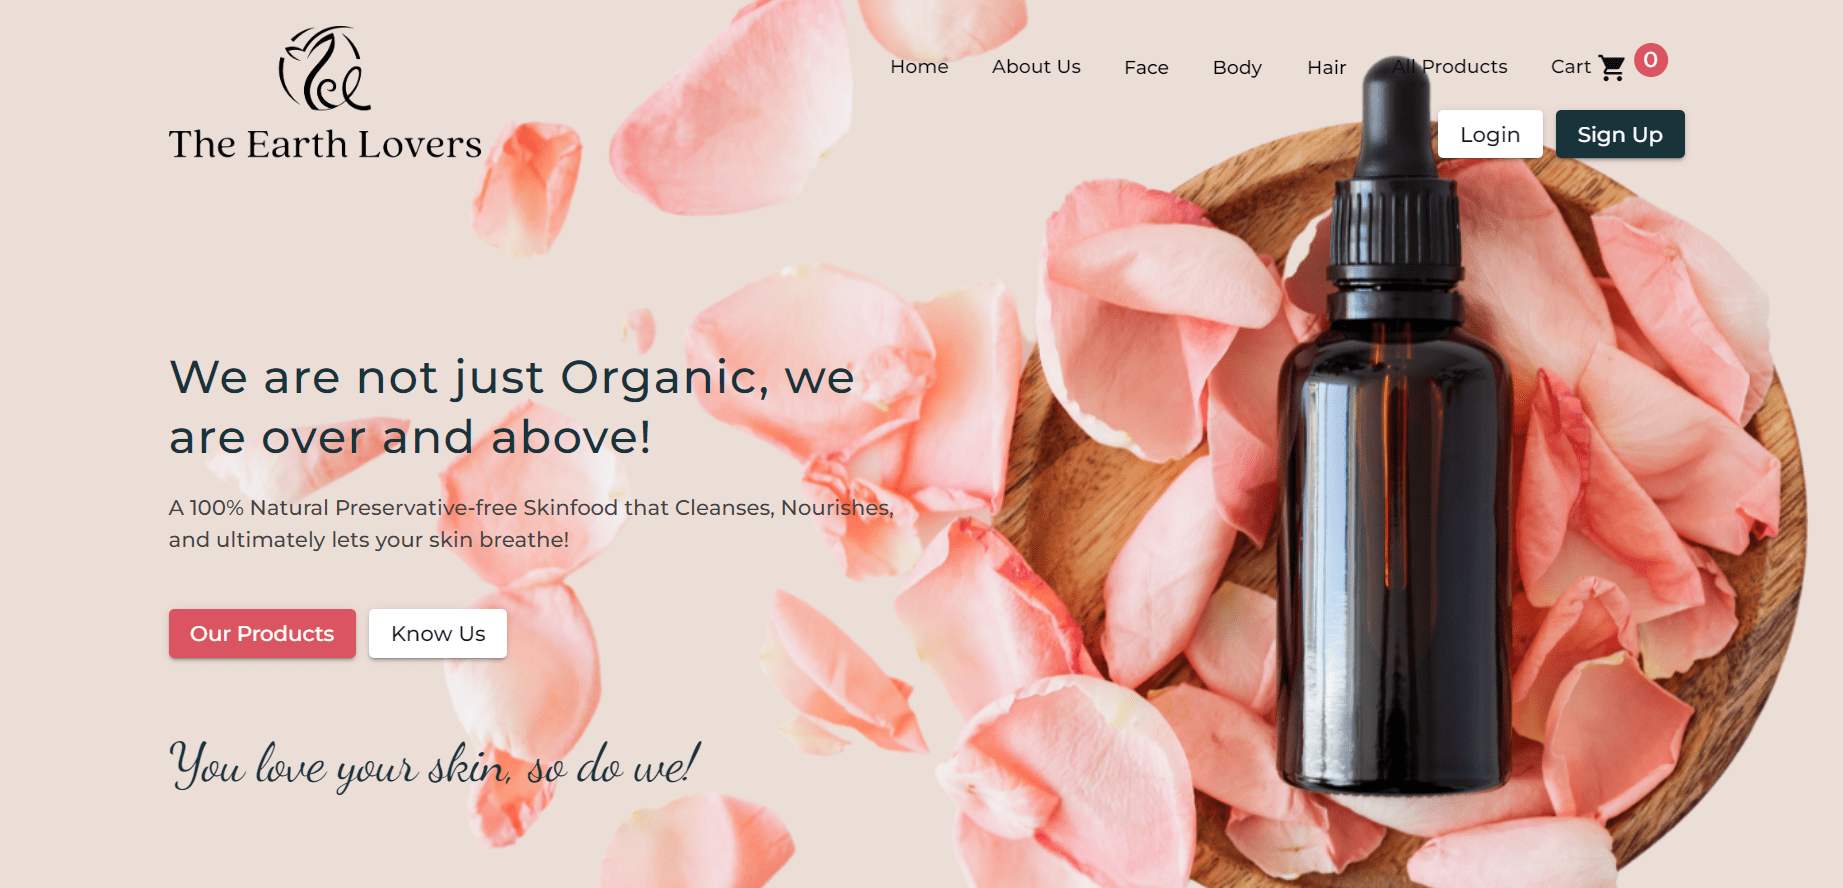 The Earth Lovers
Home About Us Face Body Hair All Products Cart 0
Login Sign Up
We are not just Organic, we
are over and above!
A 100% Natural Preservative-free Skinfood that Cleanses, Nourishes,
and ultimately lets your skin breathe!
Our Products Know Us
You love your skin, so do we!